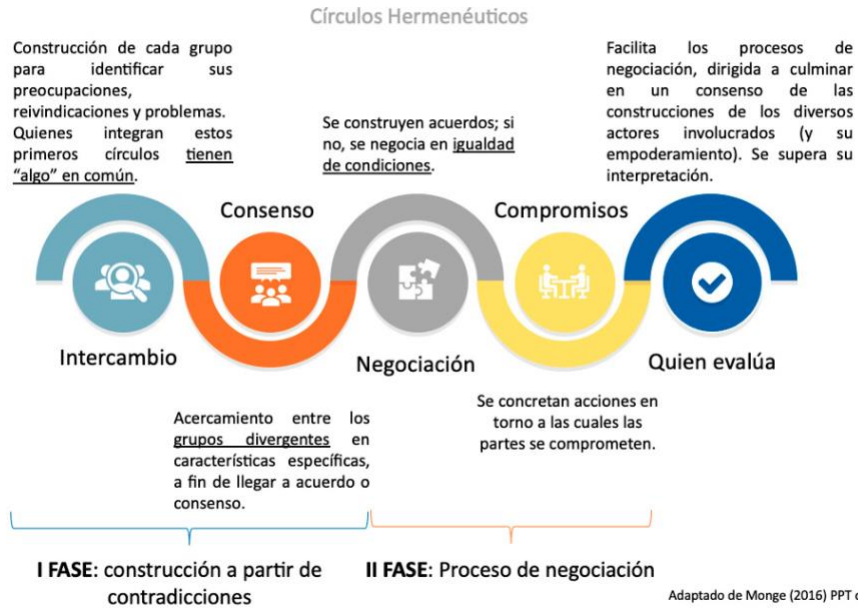 Círculos Hermenéuticos
Construcción de cada grupo
para identificar sus
preocupaciones,
reivindicaciones y problemas.
Quienes integran estos
primeros círculos tienen
“algo” en común.
Se construyen acuerdos; si
no, se negocia en igualdad
de condiciones.
Facilita los procesos de
negociación, dirigida a culminar
en un consenso de las
construcciones de los diversos
actores involucrados (y su
empoderamiento). Se supera su
interpretación.
Consenso
Compromisos
Intercambio
Negociación
Quien evalúa
Acercamiento entre los
grupos divergentes en
características específicas,
a fin de llegar a acuerdo o
consenso.
Se concretan acciones en
torno a las cuales las
partes se comprometen.
I FASE: construcción a partir de
contradicciones
II FASE: Proceso de negociación
Adaptado de Monge (2016) PPT